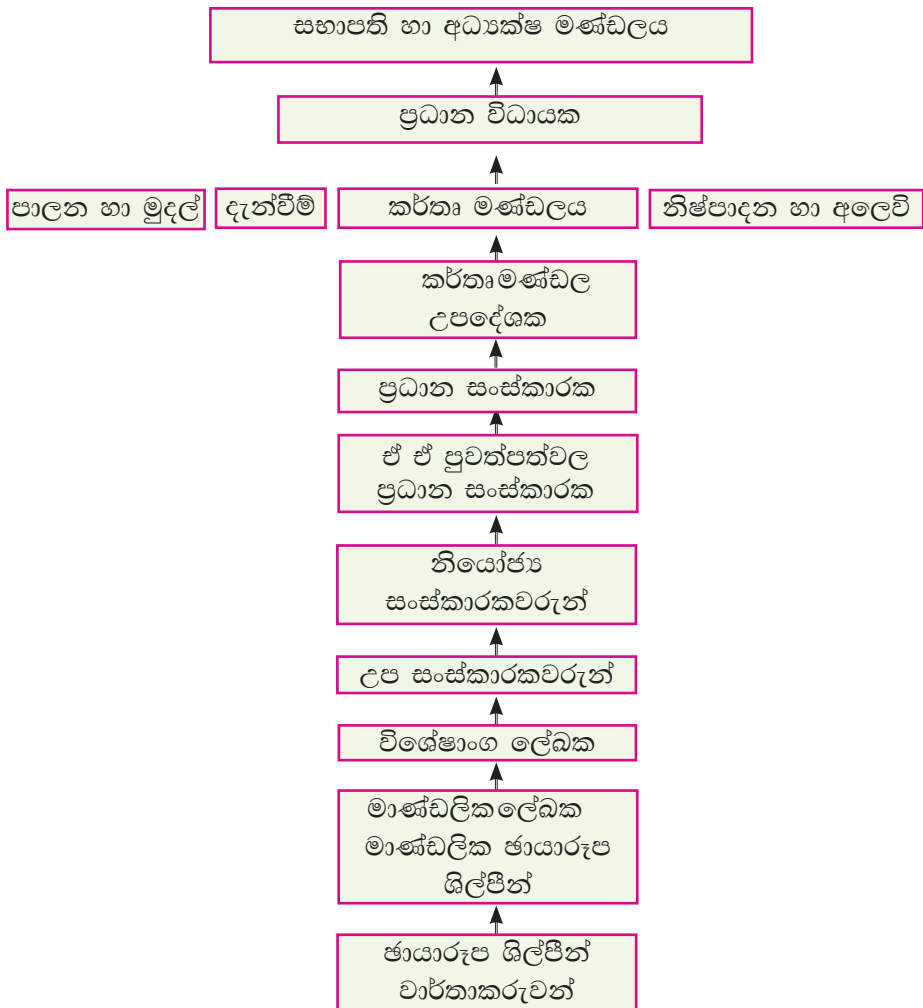 සභාපති හා අධ්‍යක්ෂ මණ්ඩලය
ප්‍රධාන විධායක
පාලන හා මුදල්
දැන්වීම්
කර්තෘ මණ්ඩලය
නිෂ්පාදන හා අලෙවි
කර්තෘමණ්ඩල
උපදේශක
ප්‍රධාන සංස්කාරක
ඒ ඒ පුවත්පත්වල
ප්‍රධාන සංස්කාරක
නියෝජ්‍ය
සංස්කාරකවරුන්
උප සංස්කාරකවරුන්
විශේෂාංග ලේඛක
මාණ්ඩලිකලේඛක
මාණ්ඩලික ඡායාරූප
ශිල්පීන්
ඡායාරූප ශිල්පීන්
වාර්තාකරුවන්